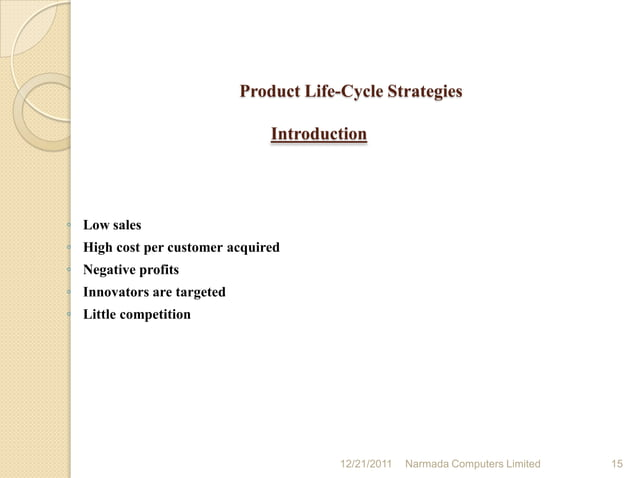 Product Life-Cycle Strategies
Introduction
Low sales
High cost per customer acquired
Negative profits
Innovators are targeted
Little competition
12/21/2011 Narmada Computers Limited 15